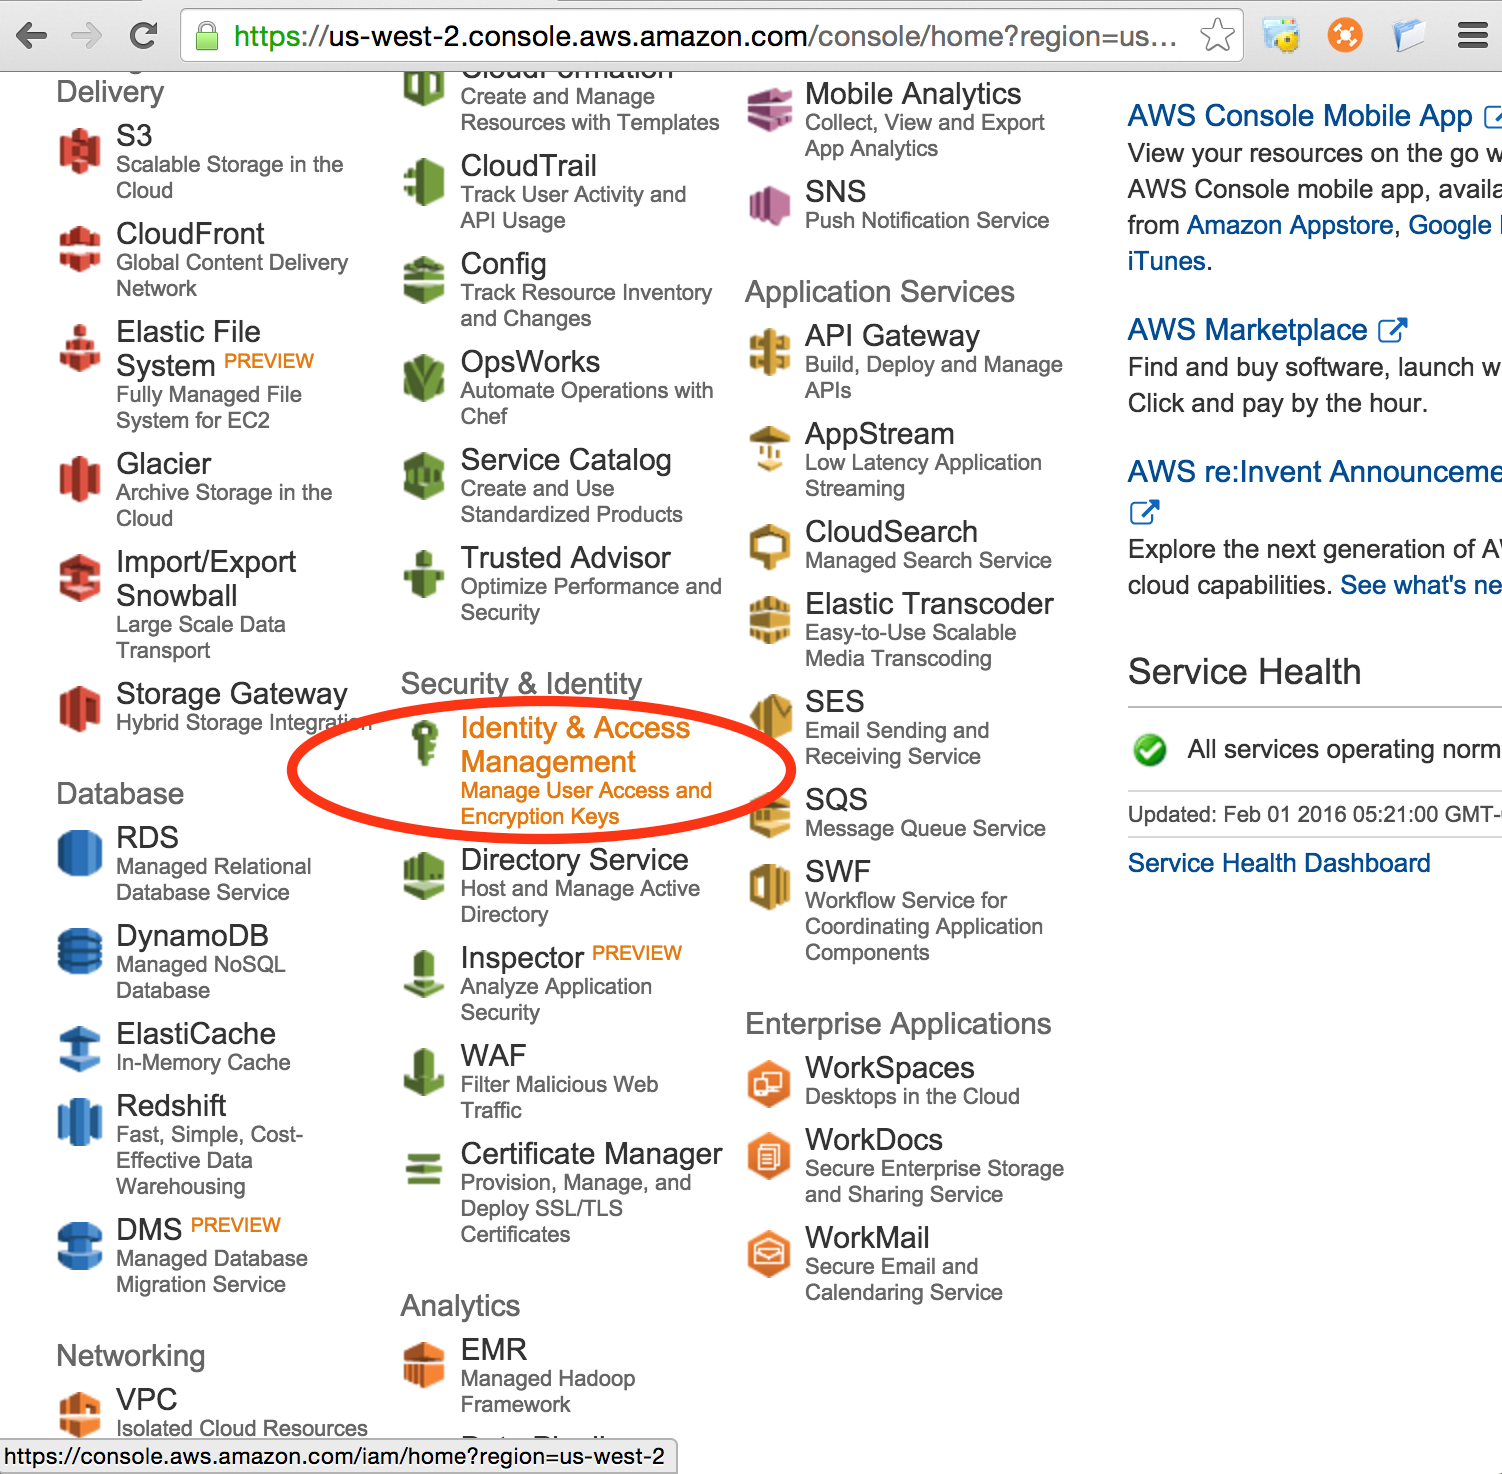 https://us-west-2.console.aws.amazon.com/console/home?region=us...
Delivery
S3
Scalable Storage in the
Cloud
CloudFront
Global Content Delivery
Network
Elastic File
System PREVIEW
Fully Managed File
System for EC2
Glacier
Archive Storage in the
Cloud
Import/Export
Snowball
Large Scale Data
Transport
Storage Gateway
Hybrid Storage Integration
Database
RDS
Managed Relational
Database Service
DynamoDB
Managed NoSQL
Database
ElastiCache
In-Memory Cache
Redshift
Fast, Simple, Cost-
Effective Data
Warehousing
DMS PREVIEW
Managed Database
Migration Service
Networking
VPC
Isolated Cloud Resources
CloudFormation
Create and Manage
Resources with Templates
CloudTrail
Track User Activity and
API Usage
Config
Track Resource Inventory
and Changes
OpsWorks
Automate Operations with
Chef
Service Catalog
Create and Use
Standardized Products
Trusted Advisor
Optimize Performance and
Security
Security & Identity
Identity & Access
Management
Manage User Access and
Encryption Keys
Directory Service
Host and Manage Active
Directory
Inspector PREVIEW
Analyze Application
Security
WAF
Filter Malicious Web
Traffic
Certificate Manager
Provision, Manage, and
Deploy SSL/TLS
Certificates
Analytics
EMR
Managed Hadoop
Framework
Mobile Analytics
Collect, View and Export
App Analytics
SNS
Push Notification Service
Application Services
API Gateway
Build, Deploy and Manage
APIs
AppStream
Low Latency Application
Streaming
CloudSearch
Managed Search Service
Elastic Transcoder
Easy-to-Use Scalable
Media Transcoding
SES
Email Sending and
Receiving Service
SQS
Message Queue Service
SWF
Workflow Service for
Coordinating Application
Components
Enterprise Applications
WorkSpaces
Desktops in the Cloud
WorkDocs
Secure Enterprise Storage
and Sharing Service
WorkMail
Secure Email and
Calendaring Service
AWS Console Mobile App
View your resources on the go w
AWS Console mobile app, availa
from Amazon Appstore, Google
iTunes.
AWS Marketplace
Find and buy software, launch w
Click and pay by the hour.
AWS re:Invent Announceme
Explore the next generation of AW
cloud capabilities. See what's ne
Service Health
All services operating norm
Updated: Feb 01 2016 05:21:00 GMT-
Service Health Dashboard
https://console.aws.amazon.com/iam/home?region=us-west-2